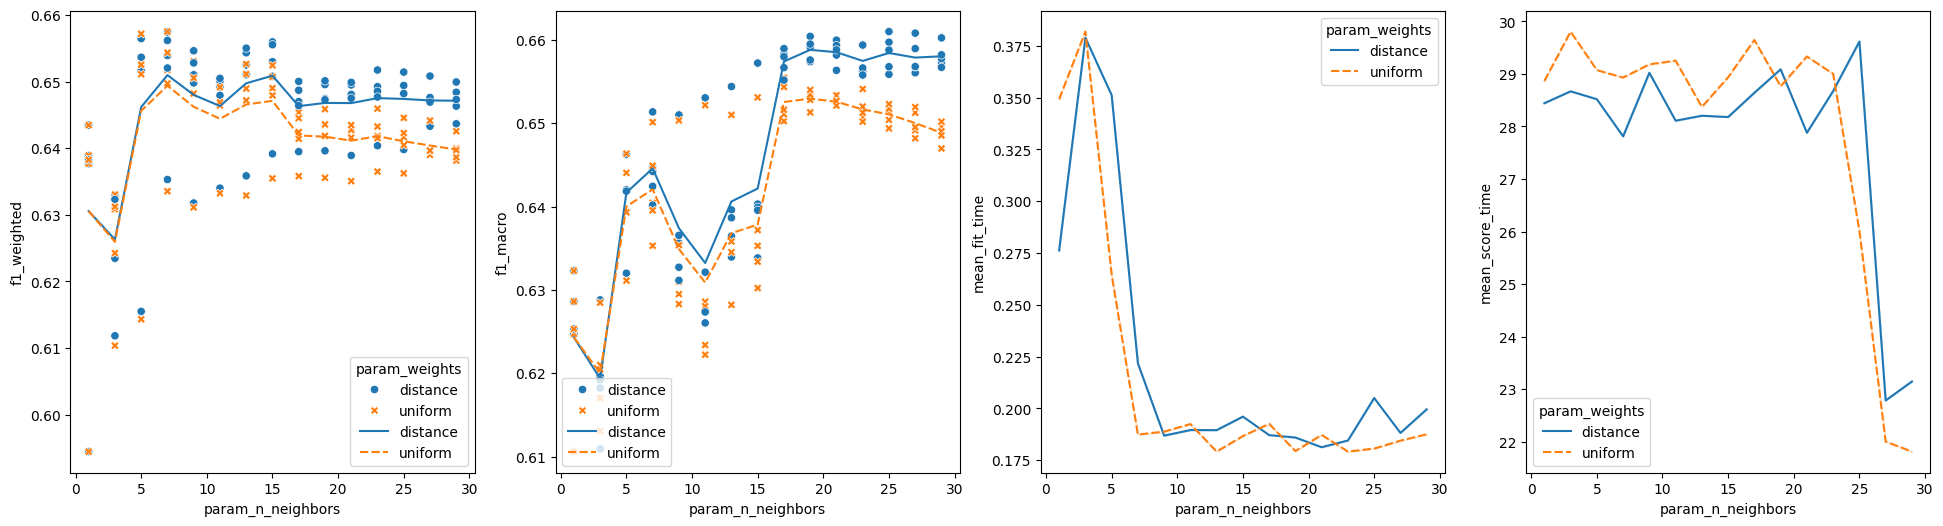 0.66
0.65
0.64
0.63
0.62
0.61
0.60
f1_weighted
0 5 10 15 20 25 30
param_n_neighbors
param_weights
distance
uniform
distance
uniform
0.66
0.65
0.64
0.63
0.62
0.61
f1_macro
0 5 10 15 20 25 30
param_n_neighbors
distance
uniform
distance
uniform
0.375
0.350
0.325
0.300
0.275
0.250
0.225
0.200
0.175
mean_fit_time
0 5 10 15 20 25 30
param_n_neighbors
param_weights
distance
uniform
30
29
28
27
26
25
24
23
22
mean_score_time
0 5 10 15 20 25 30
param_n_neighbors
param_weights
distance
uniform